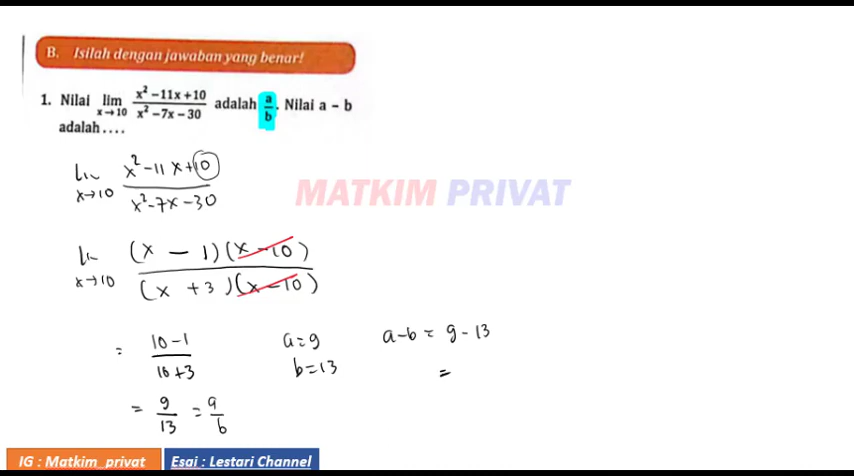 B. Isilah dengan jawaban yang benar!
1. Nilai lim x→10 x² – 11x + 10 / x² – 7x – 30 adalah a/b. Nilai a – b
adalah ....
lim x→10 x² - 11x + 10 / x² - 7x - 30
MATKIM PRIVAT
lim x→10 (x - 1)(x - 10) / (x + 3)(x - 10)
= 10 - 1 / 10 + 3
a = 9
b = 13
a - b = 9 - 13
=
= 9/13 = a/b
IG : Matkim_privat
Esai : Lestari Channel